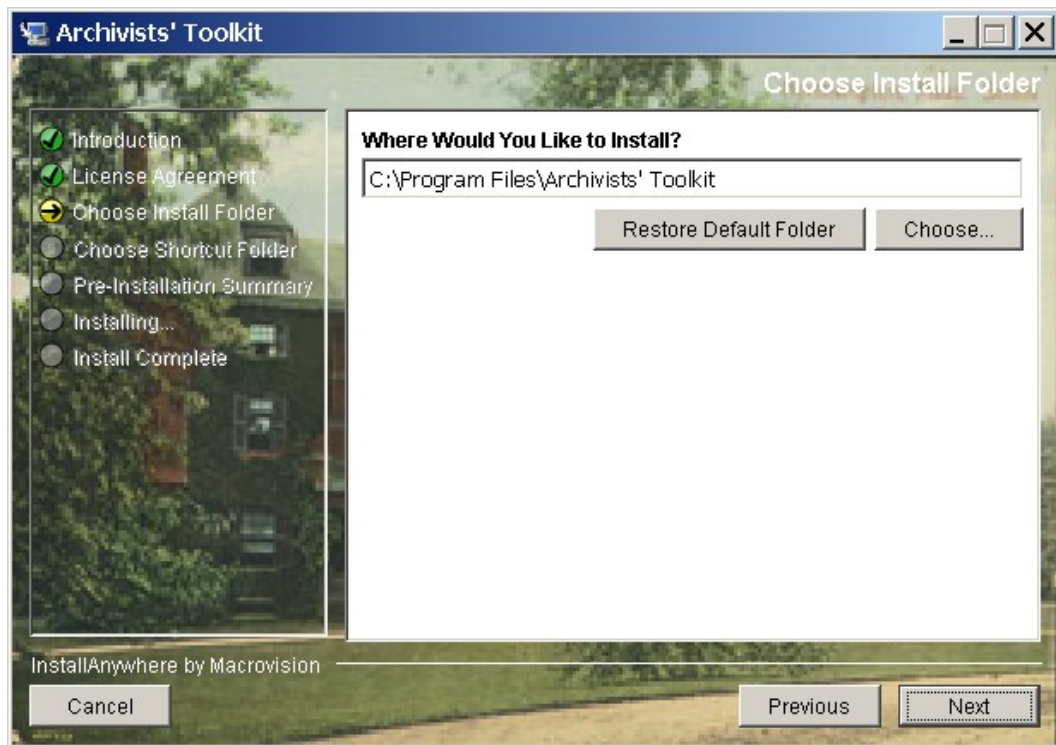 Archivists' Toolkit
Choose Install Folder
Introduction
License Agreement
Choose Install Folder
Choose Shortcut Folder
Pre-Installation Summary
Installing...
Install Complete
Where Would You Like to Install?
C:\Program Files\Archivists' Toolkit
Restore Default Folder Choose...
InstallAnywhere by Macrovision
Cancel Previous Next